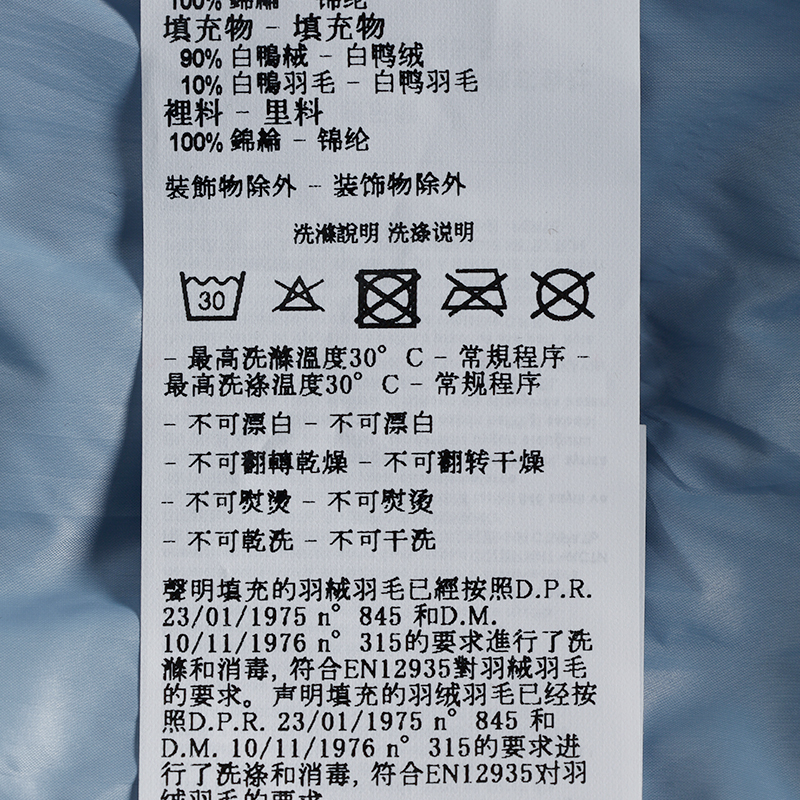 100% 錦綸 - 锦纶
填充物 - 填充物
90% 白鴨絨 - 白鸭绒
10% 白鴨羽毛 - 白鸭羽毛
裡料 - 里料
100% 錦綸 - 锦纶
裝飾物除外 - 装饰物除外
洗滌說明 洗涤说明
30
- 最高洗滌溫度30° C - 常規程序 -
最高洗涤温度30° C - 常规程序
- 不可漂白 - 不可漂白
- 不可翻轉乾燥 - 不可翻转干燥
- 不可熨燙 - 不可熨烫
- 不可乾洗 - 不可干洗
聲明填充的羽絨羽毛已經按照D.P.R.
23/01/1975 n° 845 和D.M.
10/11/1976 n° 315的要求進行了洗
滌和消毒, 符合EN12935對羽絨羽毛
的要求。 声明填充的羽绒羽毛已经按
照D.P.R. 23/01/1975 n° 845 和
D.M. 10/11/1976 n° 315的要求进
行了洗涤和消毒, 符合EN12935对羽
绒羽毛的要求